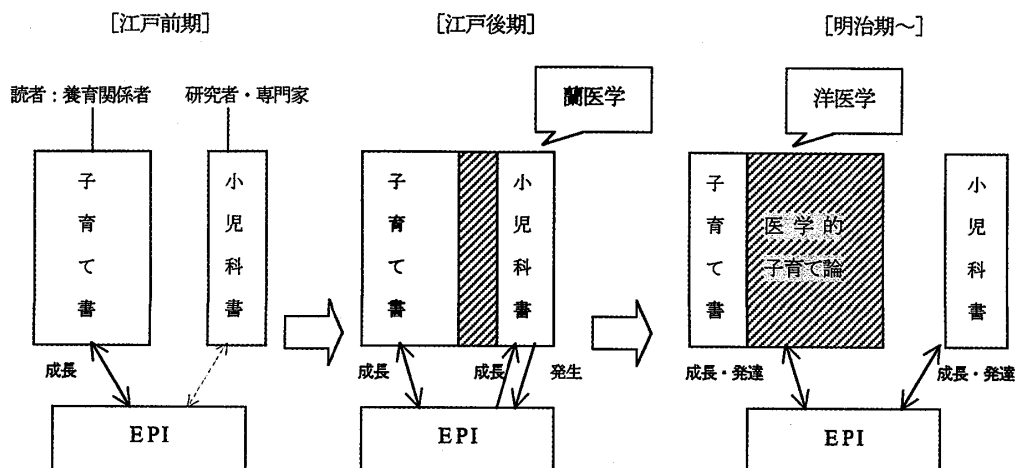 [江戸前期]
[江戸後期]
[明治期～]
読者：養育関係者
研究者・専門家
蘭医学
洋医学
子育て書
小児科書
子育て書
小児科書
子育て書
医学的
子育て論
小児科書
成長
成長
成長
発生
成長・発達
成長・発達
EPI
EPI
EPI